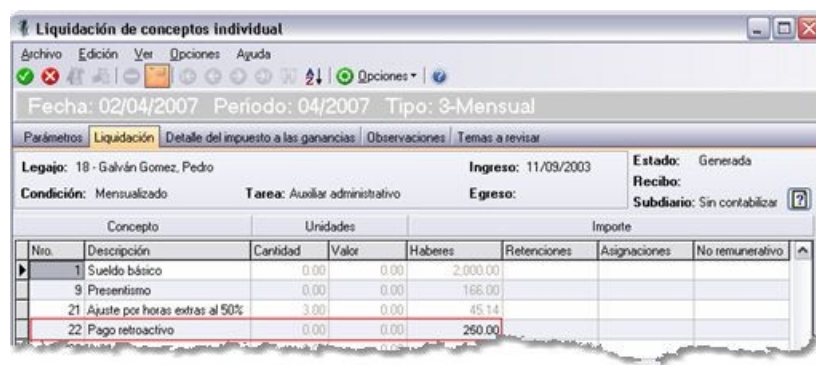 Liquidación de conceptos individual
Archivo Edición Ver Opciones Ayuda
Opciones
Fecha: 02/04/2007 Periodo: 04/2007 Tipo: 3-Mensual
Parámetros Liquidación Detalle del impuesto a las ganancias Observaciones Temas a revisar
Legajo: 18 - Galván Gomez, Pedro Ingreso: 11/09/2003 Estado: Generada
Recibo:
Condición: Mensualizado Tarea: Auxiliar administrativo Egreso: Subdiario: Sin contabilizar
Concepto Unidades Importe
Nro. Descripción Cantidad Valor Haberes Retenciones Asignaciones No remunerativo
1 Sueldo básico 0.00 0.00 2,000.00
9 Presentismo 0.00 0.00 166.00
21 Ajuste por horas extras al 50% 3.00 0.00 45.14
22 Pago retroactivo 0.00 0.00 250.00